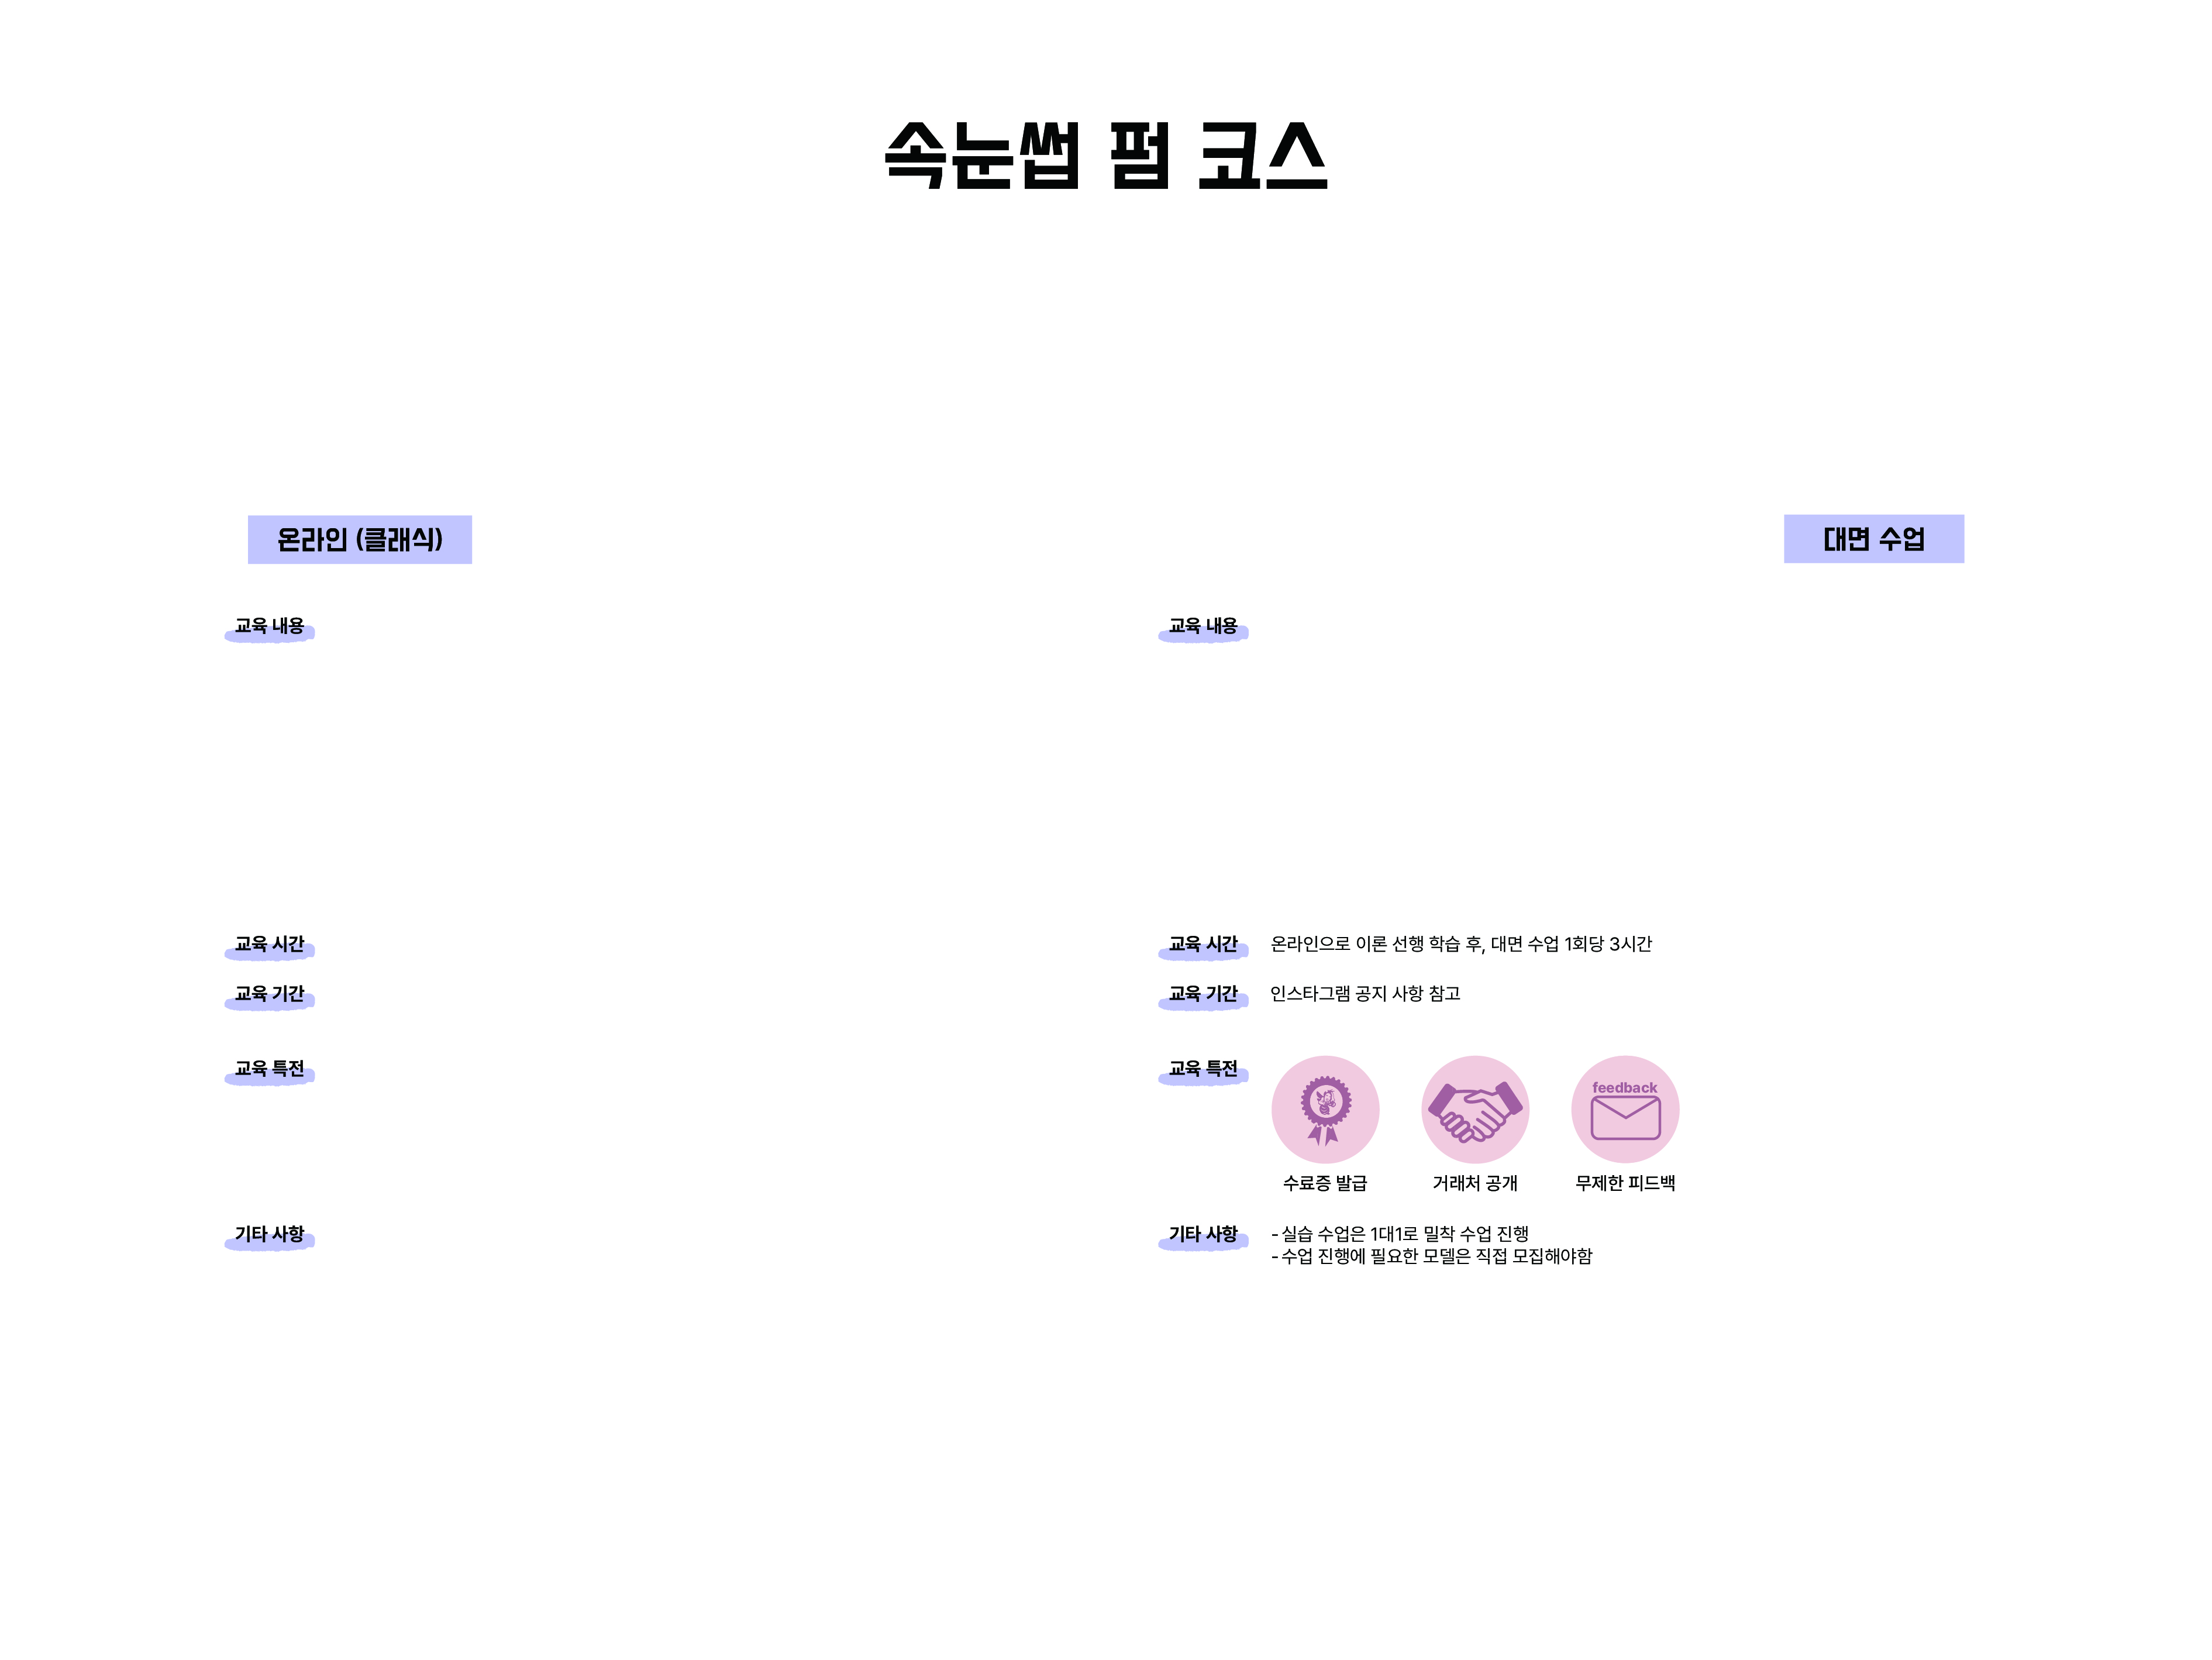 속눈썹 펌 코스
온라인 (클래식)
교육 내용
교육 시간
교육 기간
교육 특전
기타 사항
대면 수업
교육 내용
교육 시간 온라인으로 이론 선행 학습 후, 대면 수업 1회당 3시간
교육 기간 인스타그램 공지 사항 참고
교육 특전
feedback
수료증 발급 거래처 공개 무제한 피드백
기타 사항 - 실습 수업은 1대1로 밀착 수업 진행
- 수업 진행에 필요한 모델은 직접 모집해야함